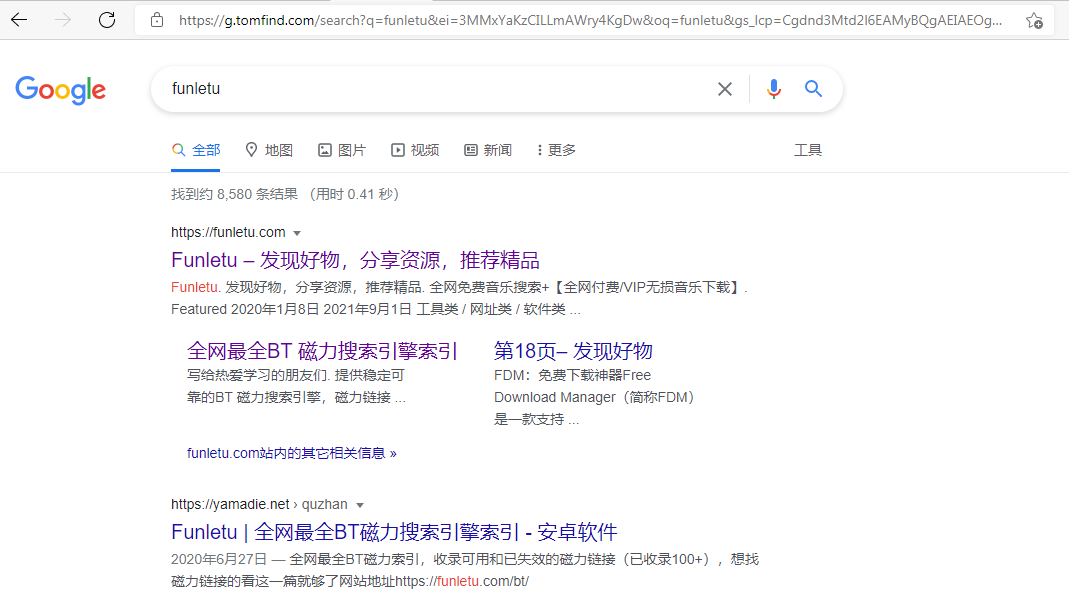 https://g.tomfind.com/search?q=funletu&ei=3MMxYaKzCILLmAWry4KgDw&oq=funletu&gs_lcp=Cgdnd3Mtd2l6EAMyBQgAEIAEOg...
Google
funletu
全部 地图 图片 视频 新闻 更多 工具
找到约 8,580 条结果 （用时 0.41 秒）
https://funletu.com
Funletu – 发现好物，分享资源，推荐精品
Funletu. 发现好物，分享资源，推荐精品. 全网免费音乐搜索+【全网付费/VIP无损音乐下载】.
Featured 2020年1月8日 2021年9月1日 工具类 / 网址类 / 软件类 ...
全网最全BT 磁力搜索引擎索引
写给热爱学习的朋友们. 提供稳定可
靠的BT 磁力搜索引擎，磁力链接 ...
第18页– 发现好物
FDM：免费下载神器Free
Download Manager（简称FDM）
是一款支持 ...
funletu.com站内的其它相关信息 »
https://yamadie.net › quzhan
Funletu | 全网最全BT磁力搜索引擎索引 - 安卓软件
2020年6月27日 — 全网最全BT磁力索引，收录可用和已失效的磁力链接（已收录100+），想找
磁力链接的看这一篇就够了网站地址https://funletu.com/bt/